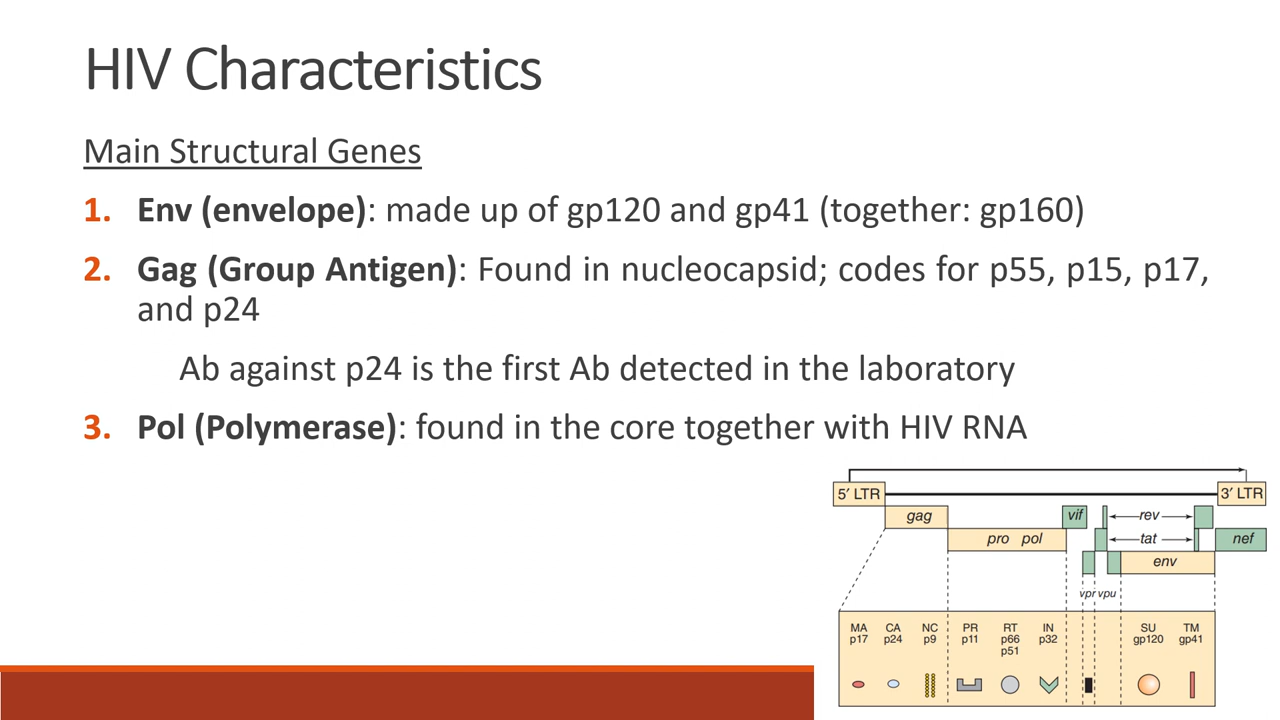 HIV Characteristics
Main Structural Genes
1. Env (envelope): made up of gp120 and gp41 (together: gp160)
2. Gag (Group Antigen): Found in nucleocapsid; codes for p55, p15, p17,
and p24
Ab against p24 is the first Ab detected in the laboratory
3. Pol (Polymerase): found in the core together with HIV RNA
5′ LTR 3′ LTR
gag vif rev
pro pol tat nef
env
vpr vpu
MA CA NC PR RT IN SU TM
p17 p24 p9 p11 p66 p32 gp120 gp41
p51